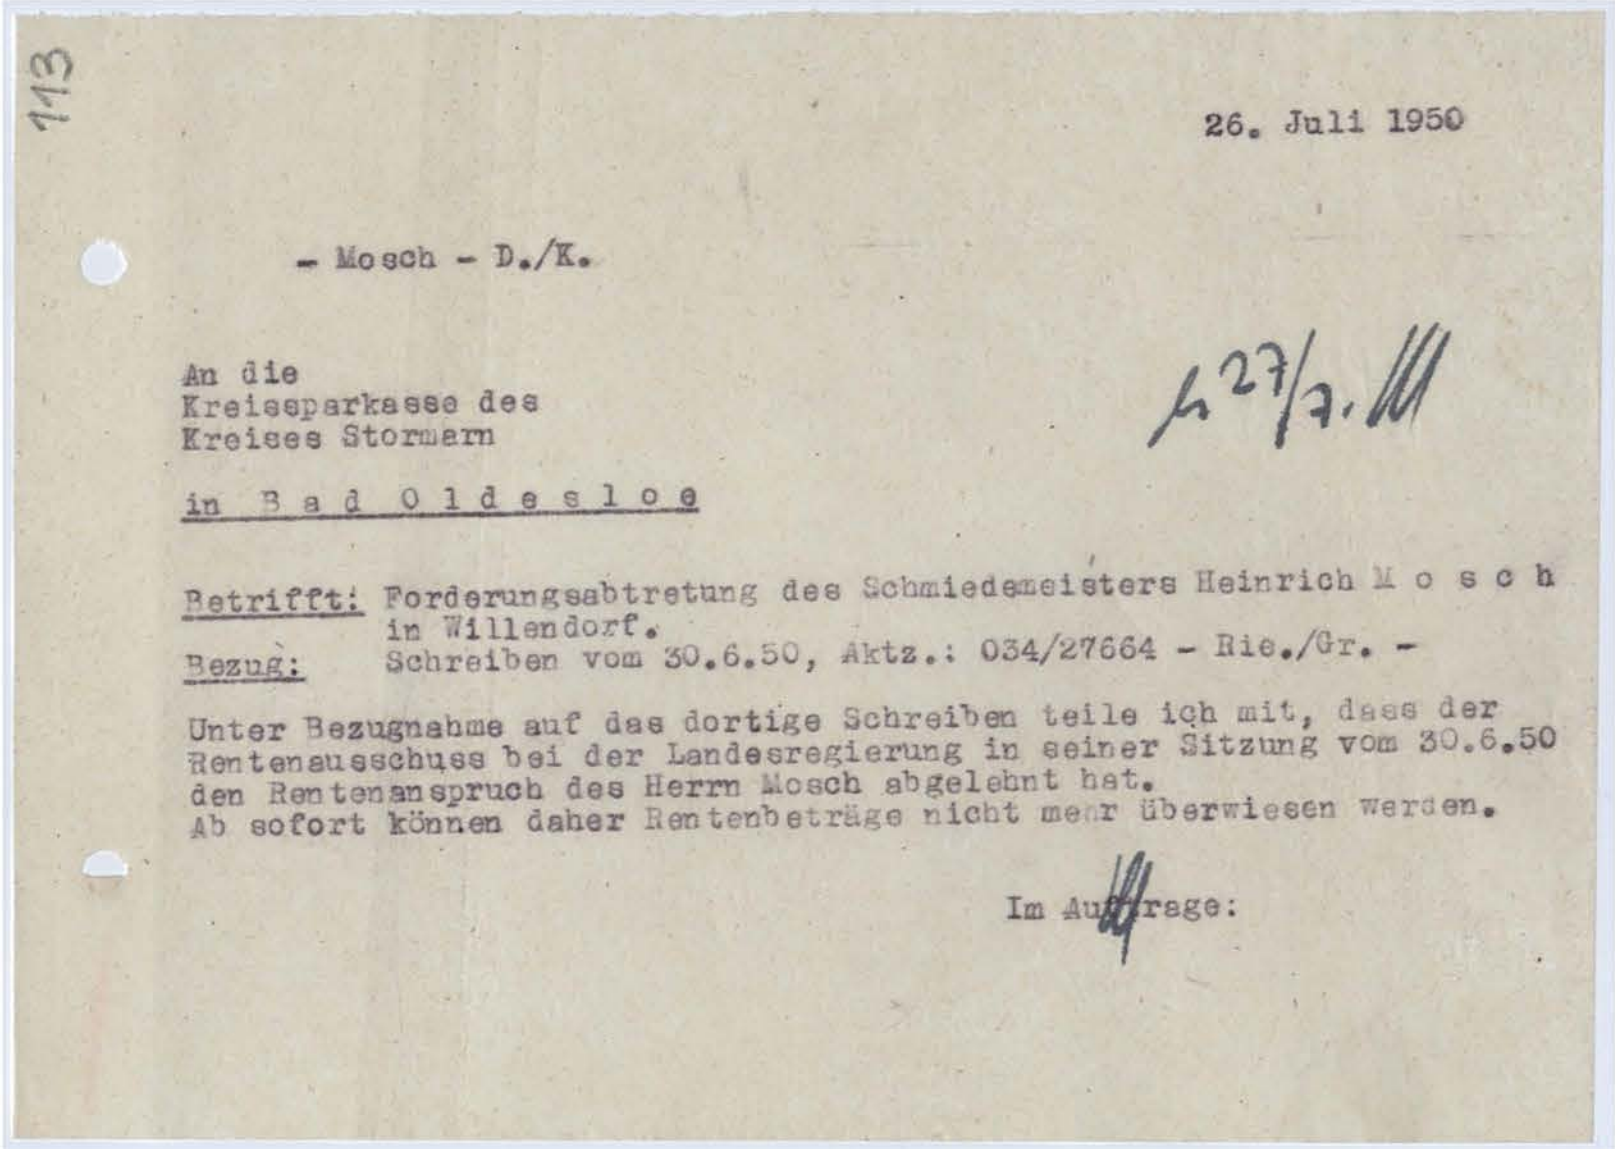 113
26. Juli 1950
- Mosch - D./K.
An die
Kreissparkasse des
Kreises Stormarn
27/7.
in B a d  O l d e s l o e
Betrifft: Forderungsabtretung des Schmiedemeisters Heinrich M o s c h
in Willendorf.
Bezug: Schreiben vom 30.6.50, Aktz.: 034/27664 - Rie./Gr. -
Unter Bezugnahme auf das dortige Schreiben teile ich mit, dass der
Rentenausschuss bei der Landesregierung in seiner Sitzung vom 30.6.50
den Rentenanspruch des Herrn Mosch abgelehnt hat.
Ab sofort können daher Rentenbeträge nicht mehr überwiesen werden.
Im Auftrage: